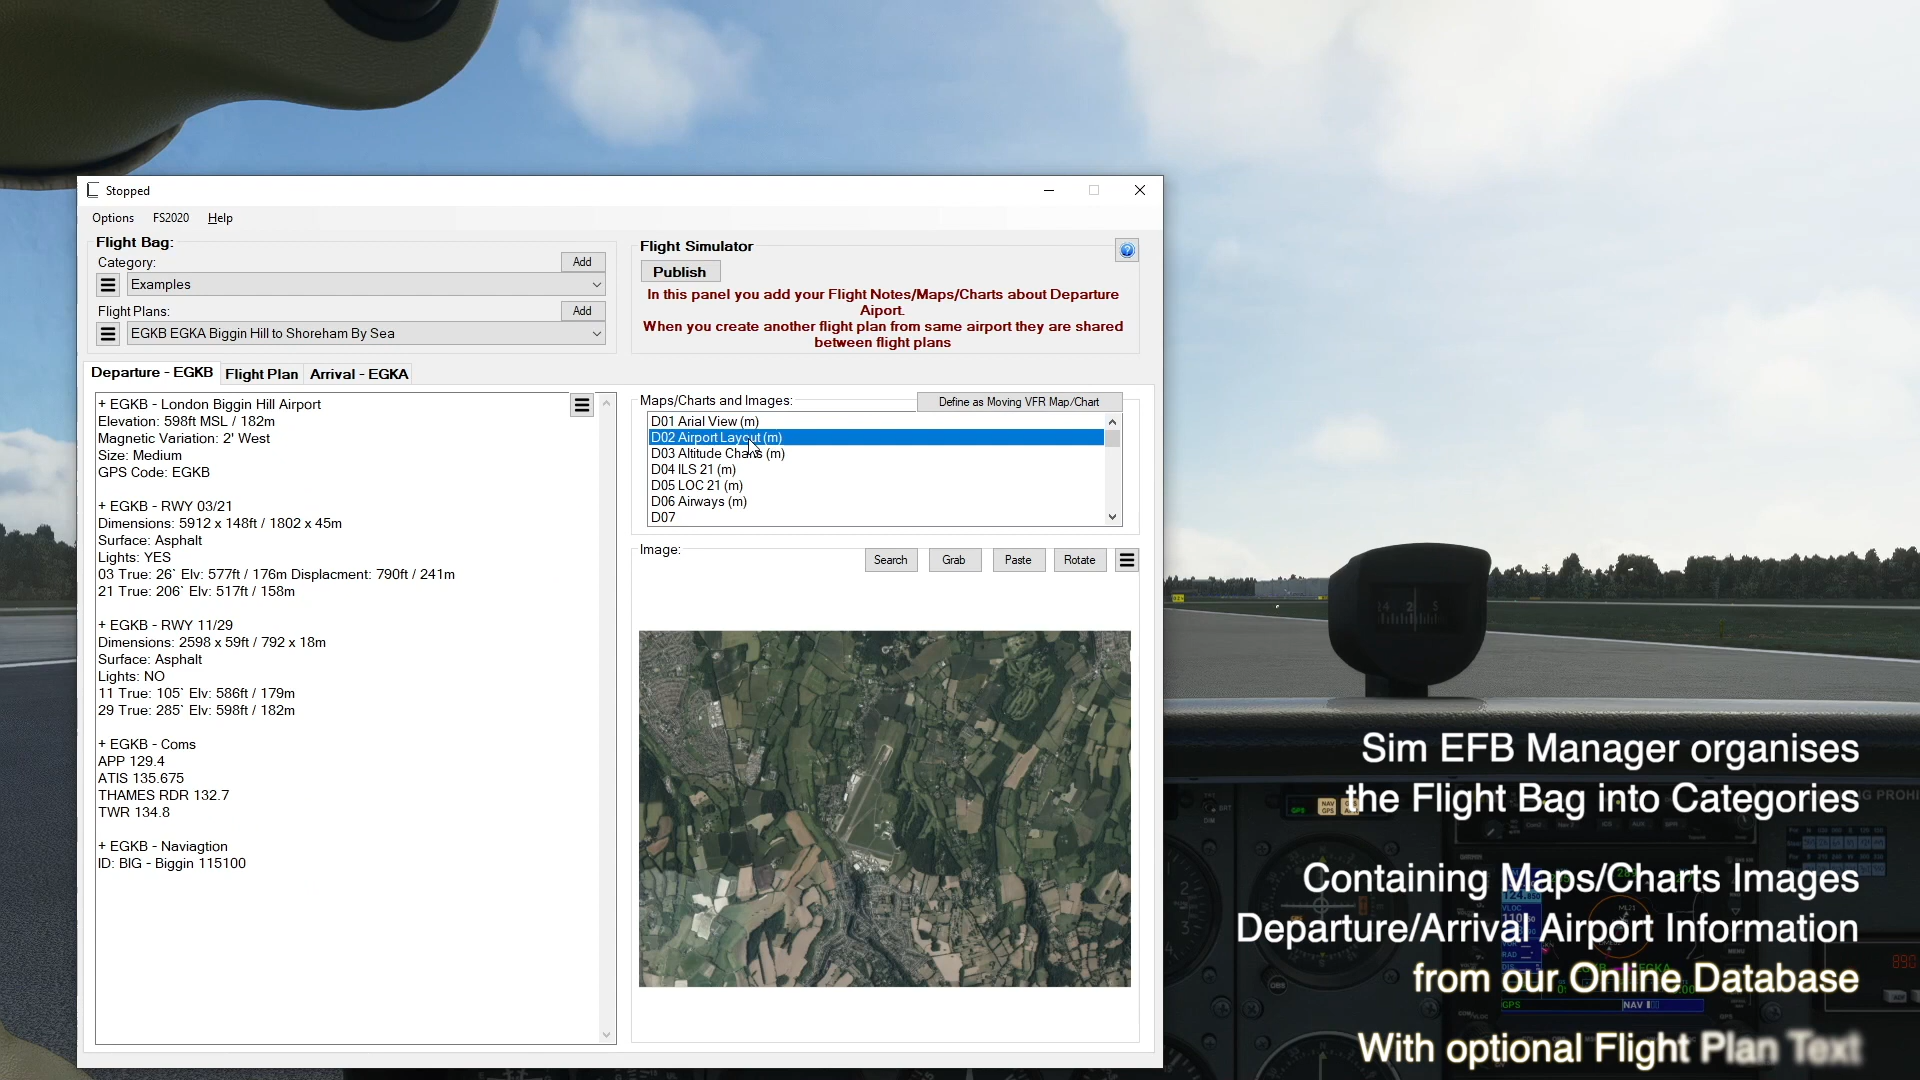 Stopped
Options FS2020 Help
Flight Bag:
Category:
Add
Examples
Flight Plans:
Add
EGKB EGKA Biggin Hill to Shoreham By Sea
Flight Simulator
Publish
In this panel you add your Flight Notes/Maps/Charts about Departure
Aiport.
When you create another flight plan from same airport they are shared
between flight plans
Departure - EGKB Flight Plan Arrival - EGKA
+ EGKB - London Biggin Hill Airport
Elevation: 598ft MSL / 182m
Magnetic Variation: 2' West
Size: Medium
GPS Code: EGKB
+ EGKB - RWY 03/21
Dimensions: 5912 x 148ft / 1802 x 45m
Surface: Asphalt
Lights: YES
03 True: 26` Elv: 577ft / 176m Displacment: 790ft / 241m
21 True: 206` Elv: 517ft / 158m
+ EGKB - RWY 11/29
Dimensions: 2598 x 59ft / 792 x 18m
Surface: Asphalt
Lights: NO
11 True: 105` Elv: 586ft / 179m
29 True: 285` Elv: 598ft / 182m
+ EGKB - Coms
APP 129.4
ATIS 135.675
THAMES RDR 132.7
TWR 134.8
+ EGKB - Naviagtion
ID: BIG - Biggin 115100
Maps/Charts and Images:
Define as Moving VFR Map/Chart
D01 Arial View (m)
D02 Airport Layout (m)
D03 Altitude Charts (m)
D04 ILS 21 (m)
D05 LOC 21 (m)
D06 Airways (m)
D07
Image:
Search Grab Paste Rotate
Sim EFB Manager organises
the Flight Bag into Categories
Containing Maps/Charts Images
Departure/Arrival Airport Information
from our Online Database
With optional Flight Plan Text
GPS
NAV